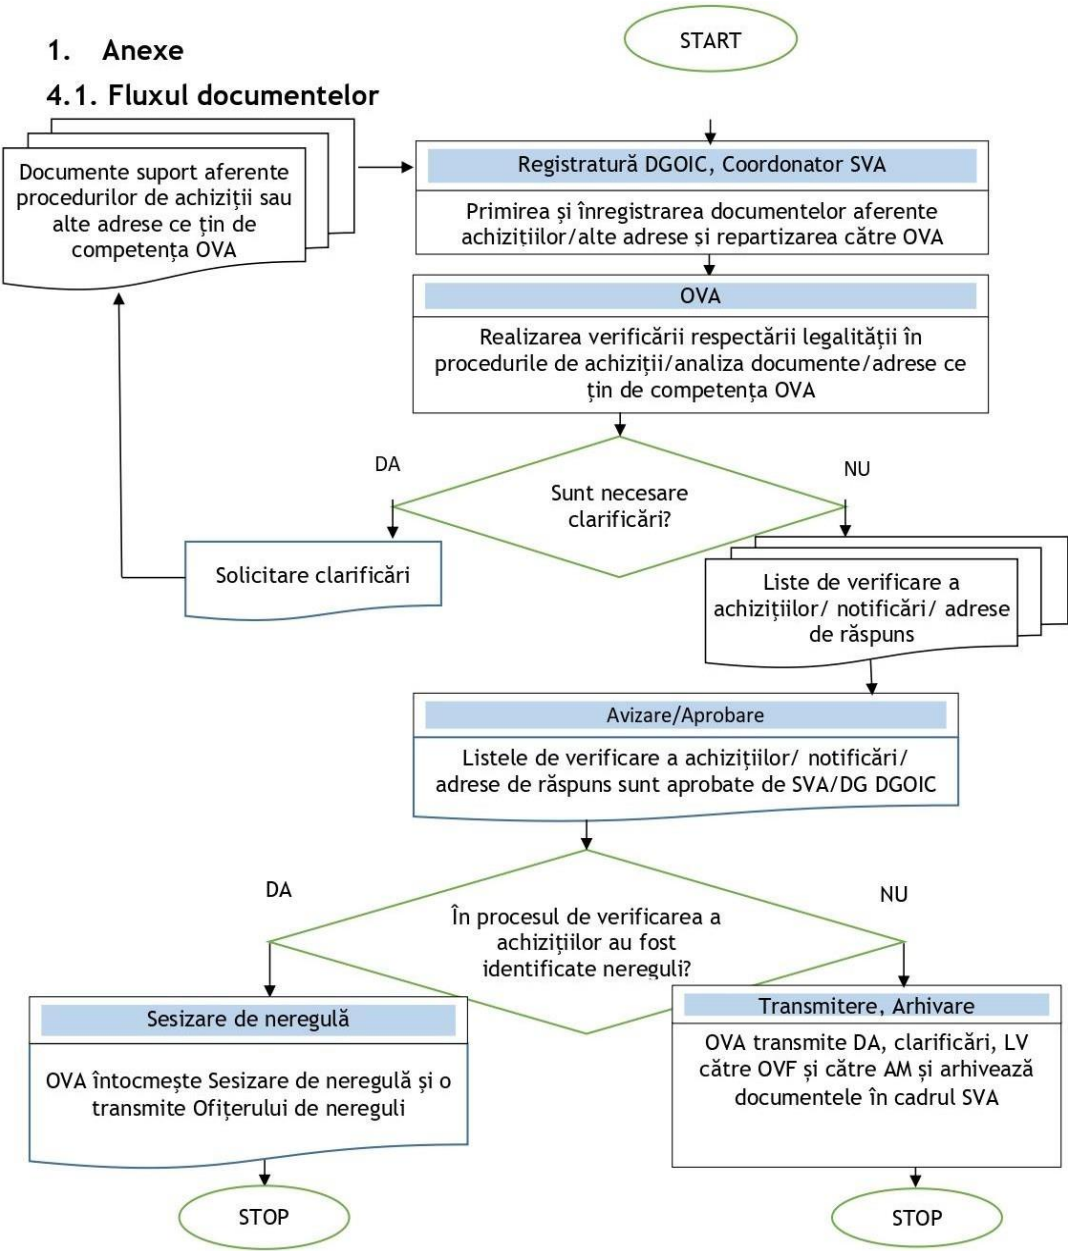 START
1. Anexe
4.1. Fluxul documentelor
Documente suport aferente
procedurilor de achiziții sau
alte adrese ce țin de
competența OVA
Registratură DGOIC, Coordonator SVA
Primirea și înregistrarea documentelor aferente
achizițiilor/alte adrese și repartizarea către OVA
OVA
Realizarea verificării respectării legalității în
procedurile de achiziții/analiza documente/adrese ce
țin de competența OVA
DA
NU
Sunt necesare
clarificări?
Solicitare clarificări
Liste de verificare a
achizițiilor/ notificări/ adrese
de răspuns
Avizare/Aprobare
Listele de verificare a achizițiilor/ notificări/
adrese de răspuns sunt aprobate de SVA/DG DGOIC
DA
NU
În procesul de verificarea a
achizițiilor au fost
identificate nereguli?
Sesizare de neregulă
OVA întocmește Sesizare de neregulă și o
transmite Ofițerului de nereguli
Transmitere, Arhivare
OVA transmite DA, clarificări, LV
către OVF și către AM și arhivează
documentele în cadrul SVA
STOP
STOP